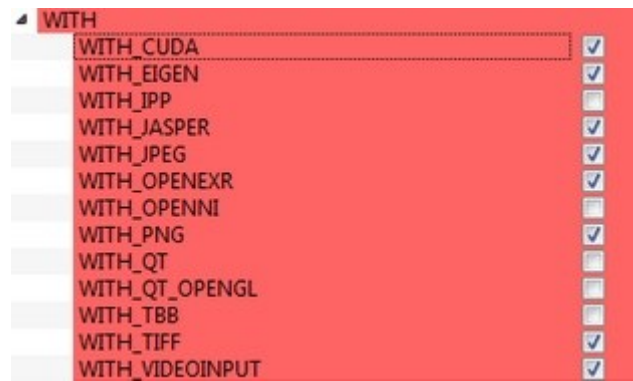 WITH
WITH_CUDA
WITH_EIGEN
WITH_IPP
WITH_JASPER
WITH_JPEG
WITH_OPENEXR
WITH_OPENNI
WITH_PNG
WITH_QT
WITH_QT_OPENGL
WITH_TBB
WITH_TIFF
WITH_VIDEOINPUT